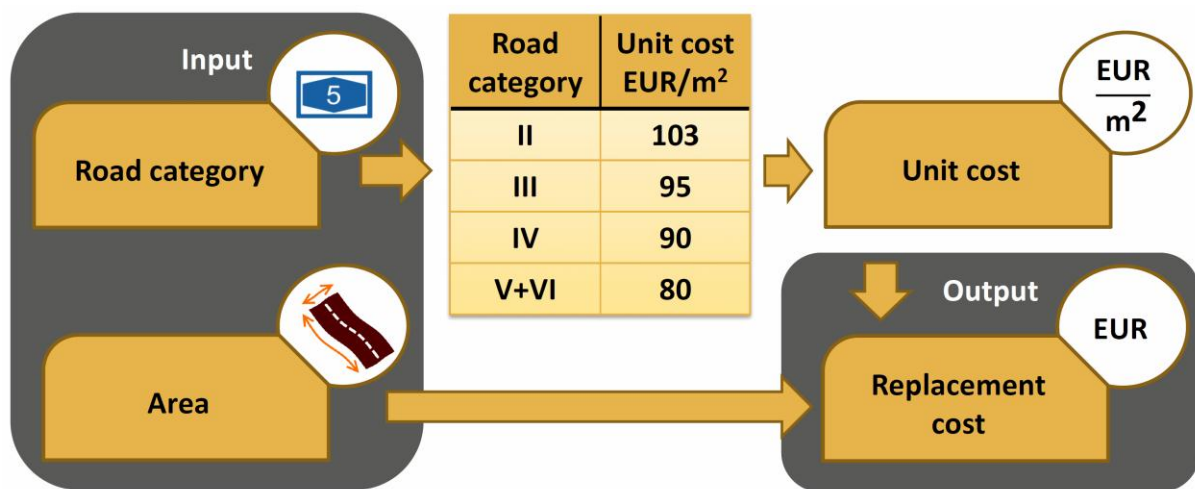 Input
5
Road category
Area
Road category
Unit cost
EUR/m²
II 103
III 95
IV 90
V+VI 80
EUR
m²
Unit cost
Output
EUR
Replacement
cost